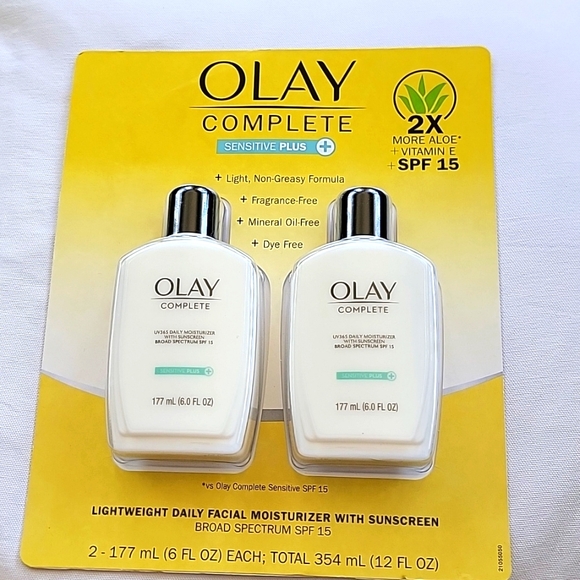 OLAY
COMPLETE
SENSITIVE PLUS +
2X
MORE ALOE*
+ VITAMIN E
+ SPF 15
+ Light, Non-Greasy Formula
+ Fragrance-Free
+ Mineral Oil-Free
+ Dye Free
OLAY
COMPLETE
UV365 DAILY MOISTURIZER
WITH SUNSCREEN
BROAD SPECTRUM SPF 15
SENSITIVE PLUS +
177 mL (6.0 FL OZ)
OLAY
COMPLETE
UV365 DAILY MOISTURIZER
WITH SUNSCREEN
BROAD SPECTRUM SPF 15
SENSITIVE PLUS +
177 mL (6.0 FL OZ)
*vs Olay Complete Sensitive SPF 15
LIGHTWEIGHT DAILY FACIAL MOISTURIZER WITH SUNSCREEN
BROAD SPECTRUM SPF 15
2 - 177 mL (6 FL OZ) EACH; TOTAL 354 mL (12 FL OZ)